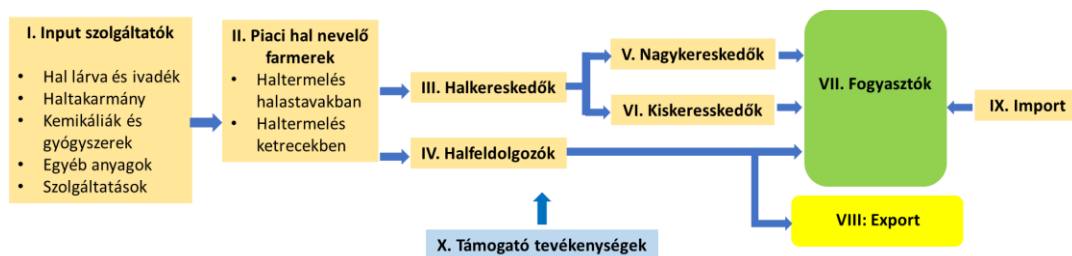 I. Input szolgáltatók
• Hal lárva és ivadék
• Haltakarmány
• Kemikáliák és
gyógyszerek
• Egyéb anyagok
• Szolgáltatások
II. Piaci hal nevelő
farmerek
• Haltermelés
halastavakban
• Haltermelés
ketrecekben
III. Halkereskedők
IV. Halfeldolgozók
V. Nagykereskedők
VI. Kiskeresskedők
VII. Fogyasztók
VIII: Export
IX. Import
X. Támogató tevékenységek